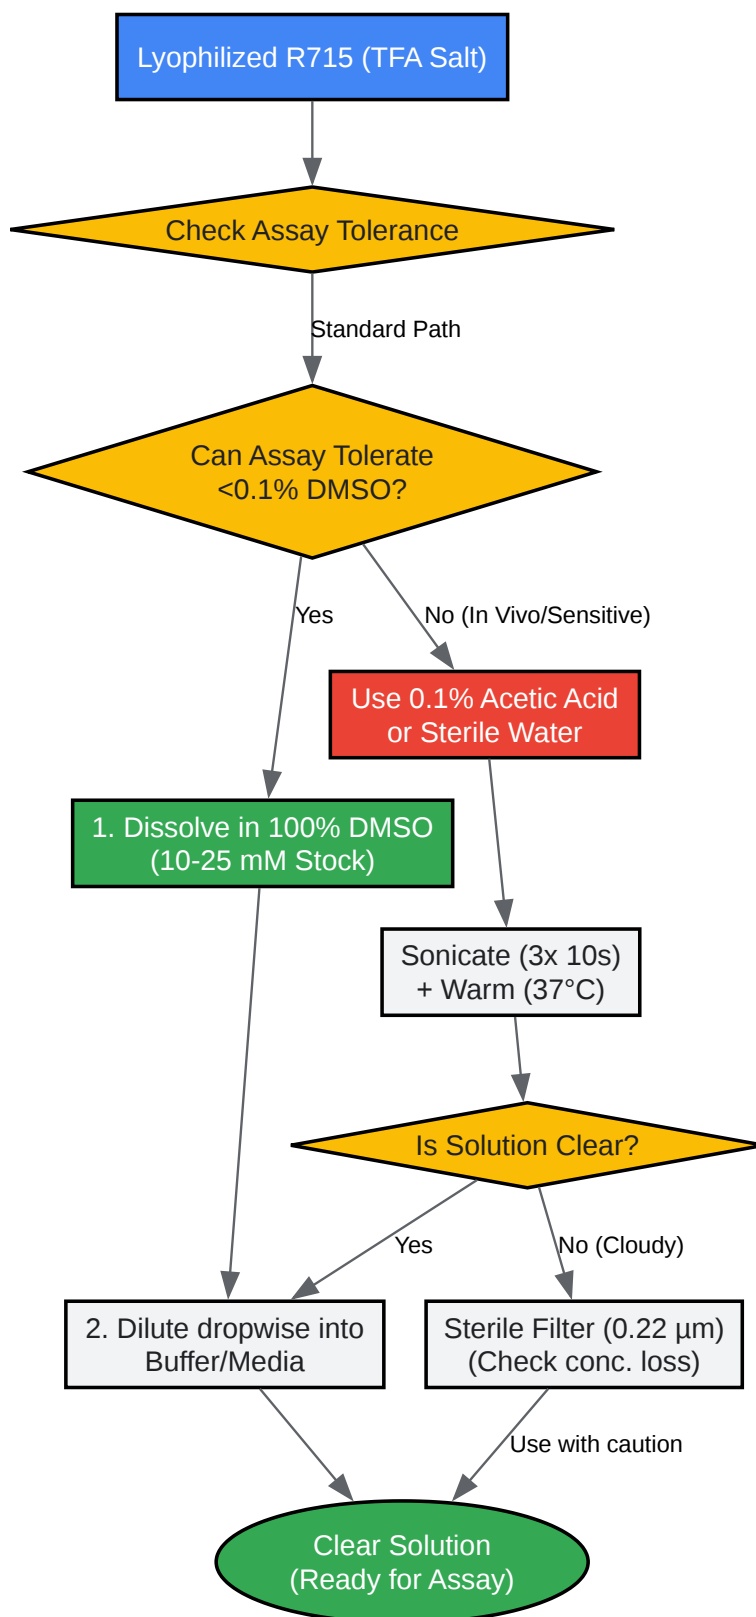 Lyophilized R715 (TFA Salt)
Check Assay Tolerance
Standard Path
Can Assay Tolerate
<0.1% DMSO?
Yes
No (In Vivo/Sensitive)
Use 0.1% Acetic Acid
or Sterile Water
1. Dissolve in 100% DMSO
(10-25 mM Stock)
Sonicate (3x 10s)
+ Warm (37°C)
Is Solution Clear?
Yes
No (Cloudy)
2. Dilute dropwise into
Buffer/Media
Sterile Filter (0.22 µm)
(Check conc. loss)
Use with caution
Clear Solution
(Ready for Assay)